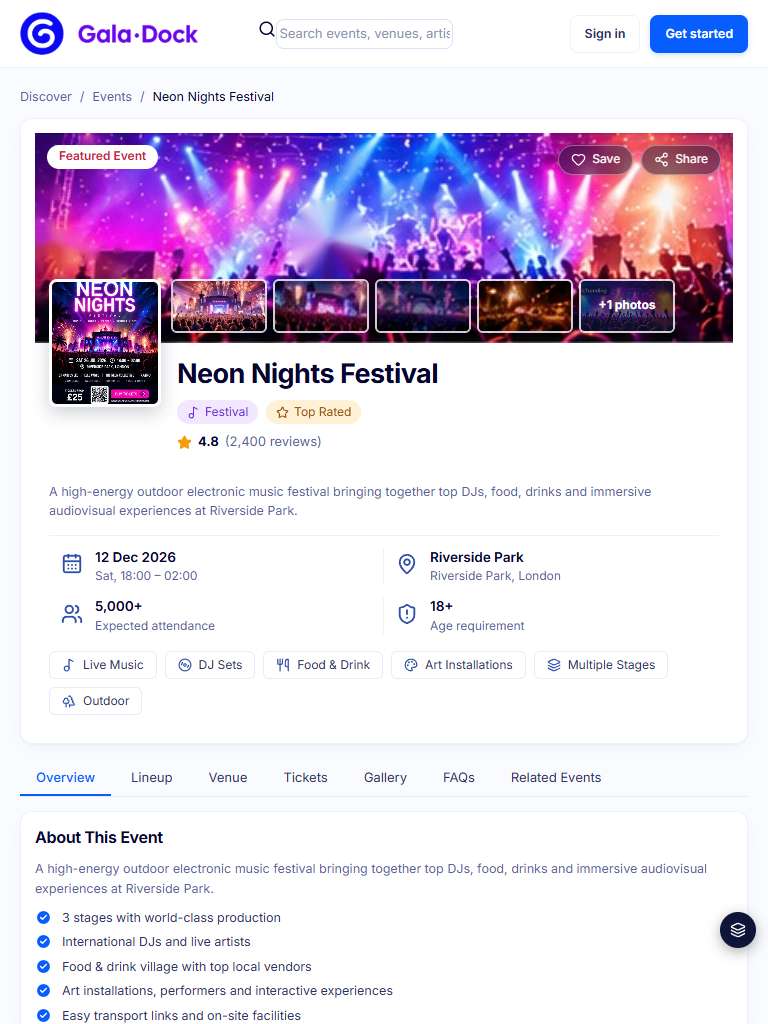 Gala·Dock
Search events, venues, artis
Sign in
Get started
Discover / Events / Neon Nights Festival
Featured Event
Save
Share
NEON
NIGHTS
FESTIVAL
£25
+1 photos
Neon Nights Festival
Festival
Top Rated
4.8 (2,400 reviews)
A high-energy outdoor electronic music festival bringing together top DJs, food, drinks and immersive
audiovisual experiences at Riverside Park.
12 Dec 2026
Sat, 18:00 – 02:00
Riverside Park
Riverside Park, London
5,000+
Expected attendance
18+
Age requirement
Live Music
DJ Sets
Food & Drink
Art Installations
Multiple Stages
Outdoor
Overview
Lineup
Venue
Tickets
Gallery
FAQs
Related Events
About This Event
A high-energy outdoor electronic music festival bringing together top DJs, food, drinks and immersive audiovisual
experiences at Riverside Park.
3 stages with world-class production
International DJs and live artists
Food & drink village with top local vendors
Art installations, performers and interactive experiences
Easy transport links and on-site facilities